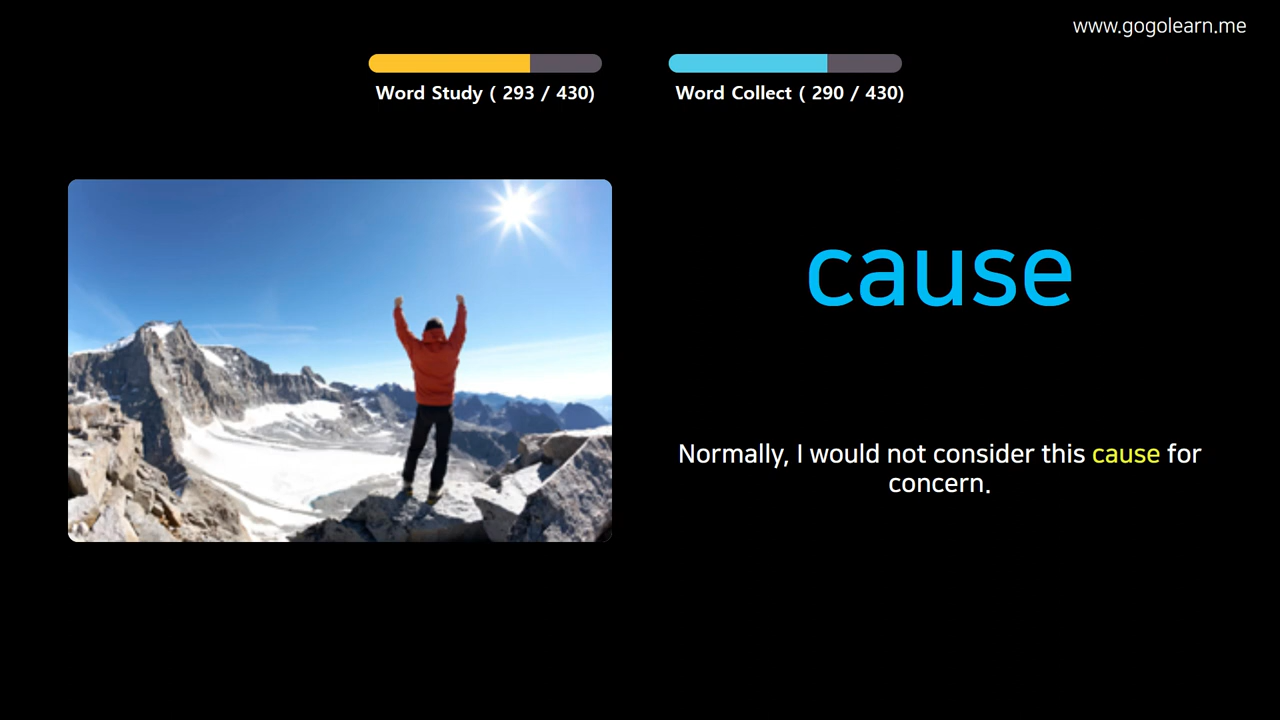 www.gogolearn.me
Word Study ( 293 / 430)
Word Collect ( 290 / 430)
cause
Normally, I would not consider this cause for
concern.